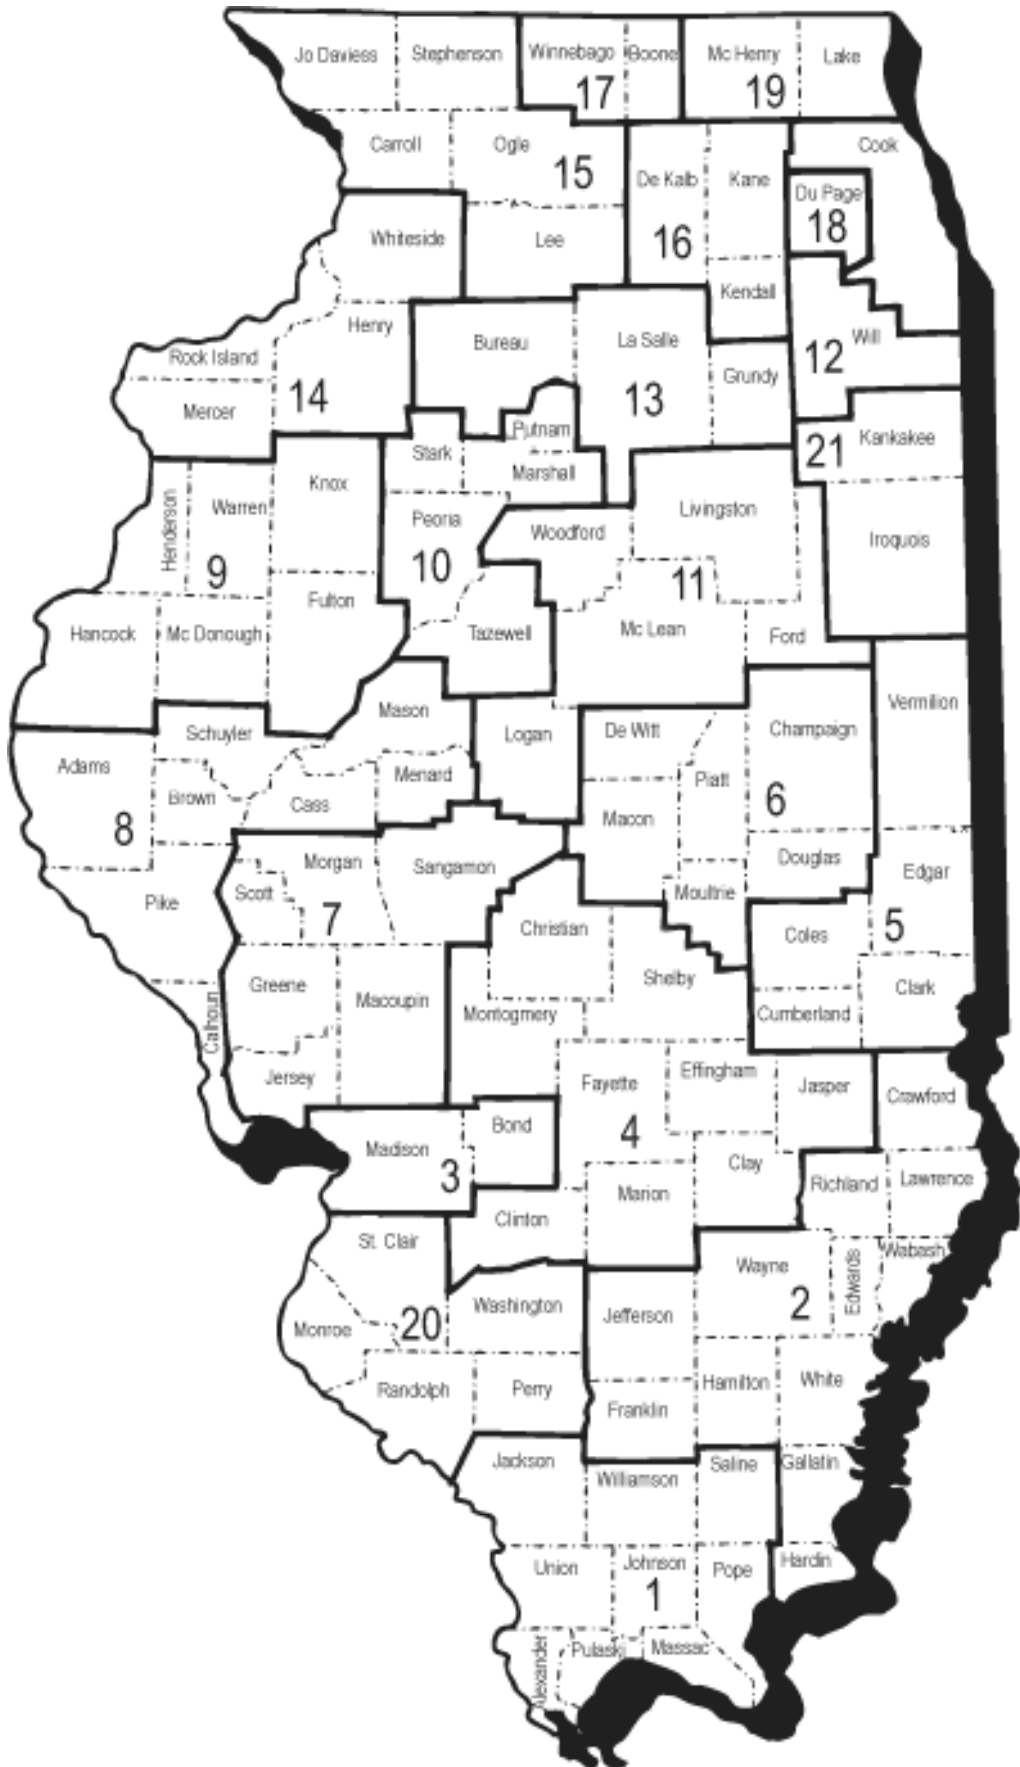 Jo Daviess
Stephenson
Winnebago
Boone
Mc Henry
Lake
17
19
Carroll
Ogle
15
De Kalb
Kane
Cook
Du Page
18
16
Whiteside
Lee
Kendall
Henry
Bureau
La Salle
Will
12
Rock Island
Grundy
14
13
Mercer
Putnam
21
Kankakee
Stark
Marshall
Knox
Henderson
Warren
Peoria
Woodford
Livingston
Iroquois
9
10
11
Fulton
Hancock
Mc Donough
Tazewell
Mc Lean
Ford
Mason
Logan
De Witt
Champaign
Vermilion
Schuyler
Adams
Brown
Cass
Menard
Piatt
6
8
Macon
Morgan
Sangamon
Douglas
Edgar
Pike
Scott
7
Moultrie
Christian
Coles
5
Greene
Macoupin
Shelby
Clark
Calhoun
Montogmery
Cumberland
Jersey
Fayette
Effingham
Jasper
Crawford
Madison
3
Bond
4
Clay
Marion
Richland
Lawrence
Clinton
St. Clair
Wayne
Edwards
Wabash
Monroe
20
Washington
Jefferson
2
Randolph
Perry
Franklin
Hamilton
White
Jackson
Williamson
Saline
Gallatin
Union
Johnson
1
Pope
Hardin
Alexander
Pulaski
Massac